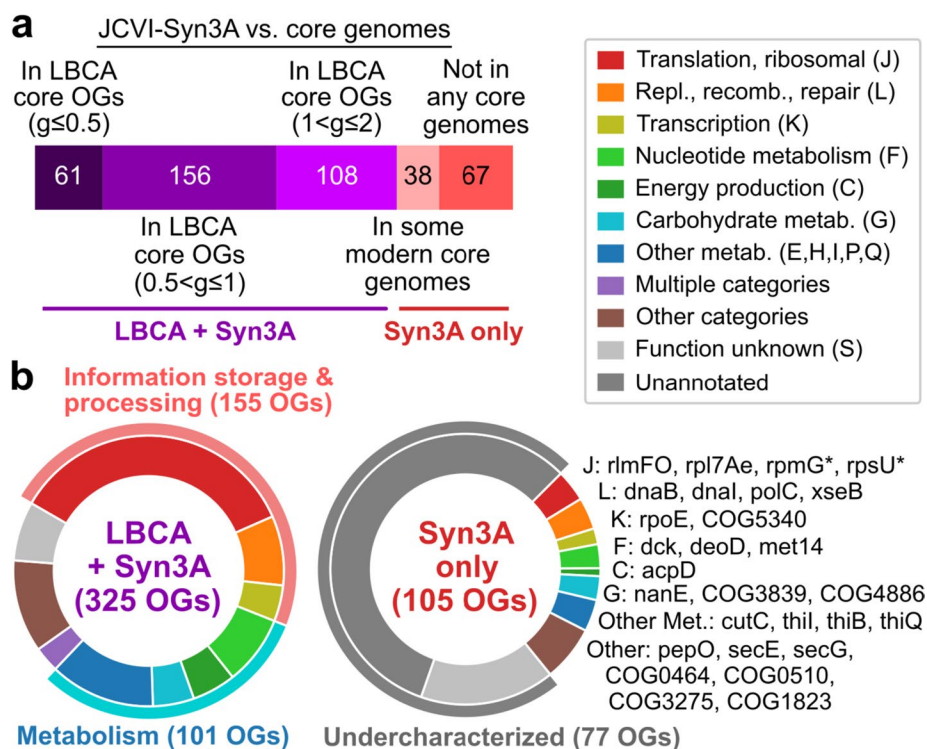 a
JCVI-Syn3A vs. core genomes
In LBCA
core OGs
(g≤0.5)
In LBCA
core OGs
(1<g≤2)
Not in
any core
genomes
61
156
108
38
67
In LBCA
core OGs
(0.5<g≤1)
In some
modern core
genomes
LBCA + Syn3A
Syn3A only
Translation, ribosomal (J)
Repl., recomb., repair (L)
Transcription (K)
Nucleotide metabolism (F)
Energy production (C)
Carbohydrate metab. (G)
Other metab. (E,H,I,P,Q)
Multiple categories
Other categories
Function unknown (S)
Unannotated
b
Information storage &
processing (155 OGs)
LBCA
+ Syn3A
(325 OGs)
Metabolism (101 OGs)
Syn3A
only
(105 OGs)
Undercharacterized (77 OGs)
J: rlmFO, rpl7Ae, rpmG*, rpsU*
L: dnaB, dnaI, polC, xseB
K: rpoE, COG5340
F: dck, deoD, met14
C: acpD
G: nanE, COG3839, COG4886
Other Met.: cutC, thiI, thiB, thiQ
Other: pepO, secE, secG,
COG0464, COG0510,
COG3275, COG1823